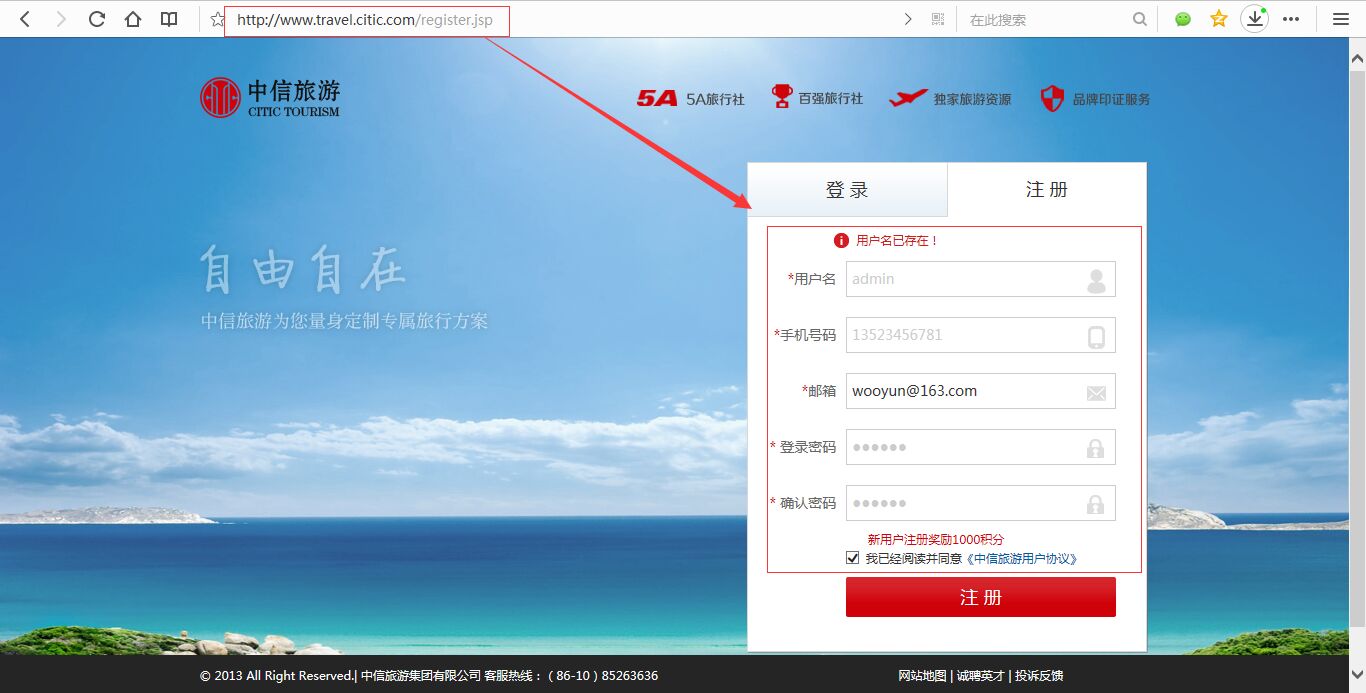 http://www.travel.citic.com/register.jsp
在此搜索
中信旅游
CITIC TOURISM
5A 5A旅行社
百强旅行社
独家旅游资源
品牌印证服务
登 录
注 册
用户名已存在！
*用户名 admin
*手机号码 13523456781
*邮箱 wooyun@163.com
* 登录密码 ••••••
* 确认密码 ••••••
新用户注册奖励1000积分
我已经阅读并同意《中信旅游用户协议》
注 册
自由自在
中信旅游为您量身定制专属旅行方案
© 2013 All Right Reserved.| 中信旅游集团有限公司 客服热线：（86-10）85263636
网站地图 | 诚聘英才 | 投诉反馈